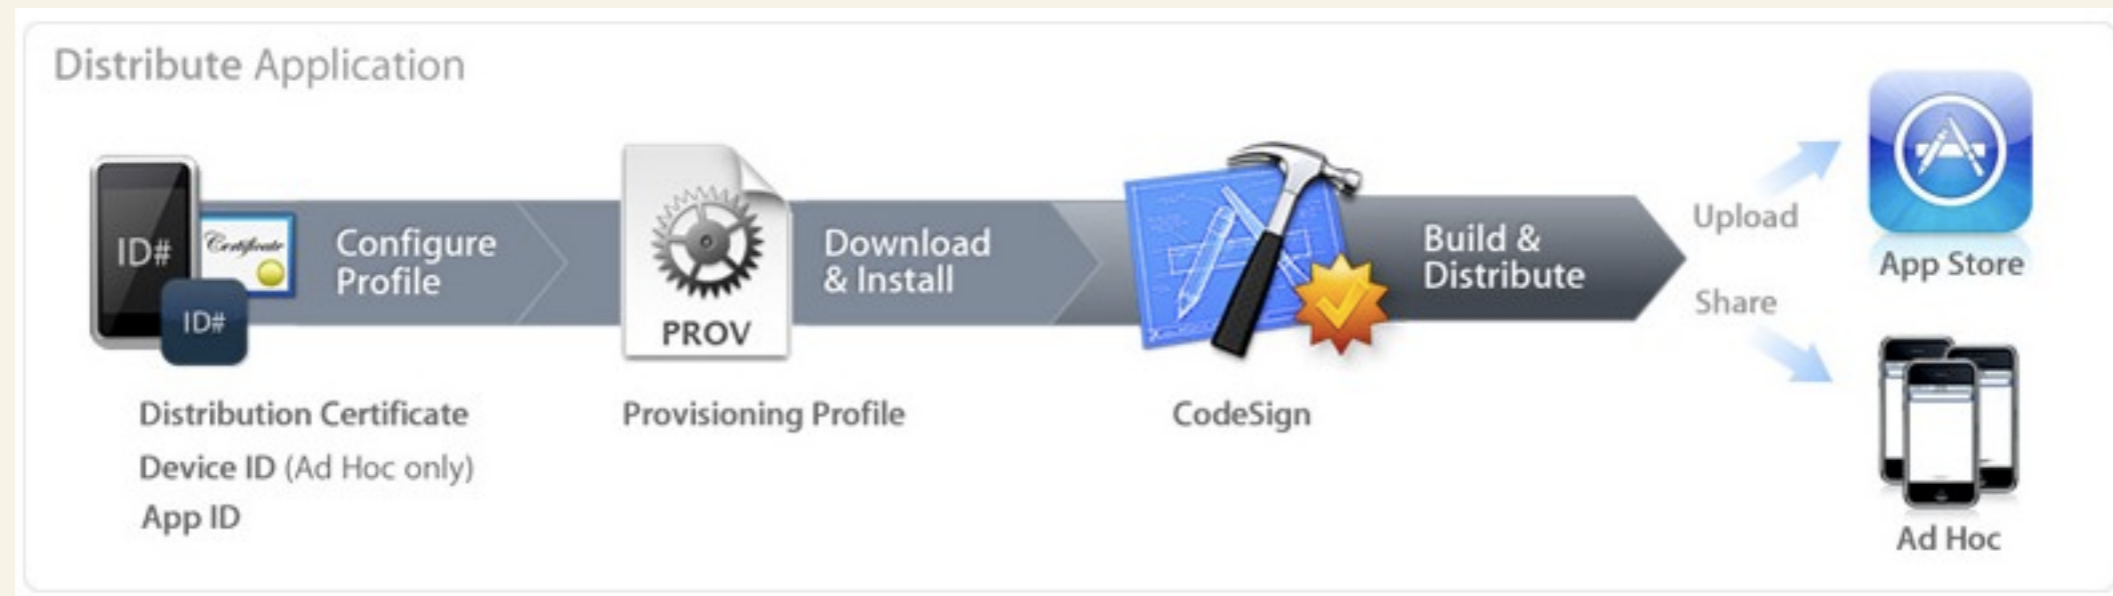 Distribute Application
ID#
Certificate
ID#
Configure
Profile
PROV
Download
& Install
Build &
Distribute
Upload
Share
App Store
Ad Hoc
Distribution Certificate
Device ID (Ad Hoc only)
App ID
Provisioning Profile
CodeSign